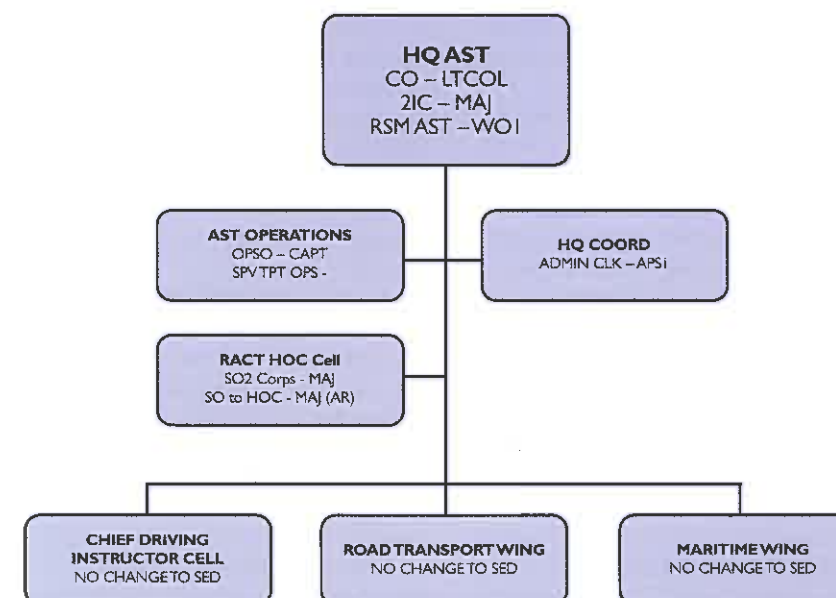 HQ AST
CO – LTCOL
2IC – MAJ
RSM AST – WO1
AST OPERATIONS
OPSO – CAPT
SPV TPT OPS -
HQ COORD
ADMIN CLK – APS1
RACT HOC Cell
SO2 Corps - MAJ
SO to HOC - MAJ (AR)
CHIEF DRIVING
INSTRUCTOR CELL
NO CHANGE TO SED
ROAD TRANSPORT WING
NO CHANGE TO SED
MARITIME WING
NO CHANGE TO SED